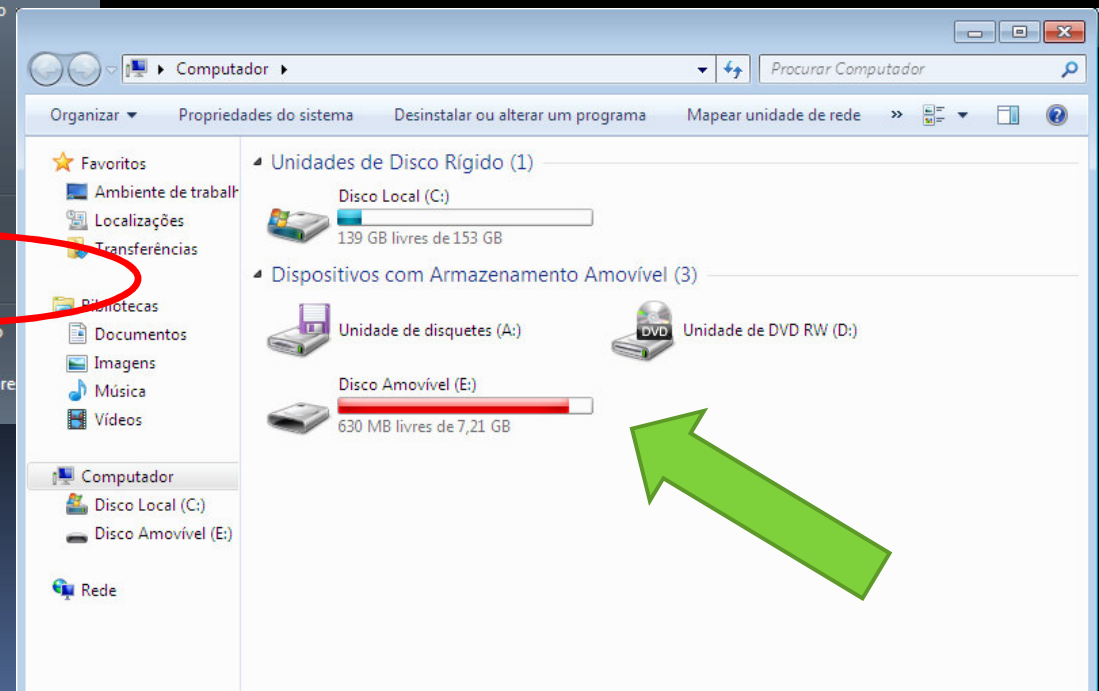 Computador
Procurar Computador
Organizar Propriedades do sistema Desinstalar ou alterar um programa Mapear unidade de rede »
Favoritos
Ambiente de trabalh
Localizações
Transferências
Bibliotecas
Documentos
Imagens
Música
Vídeos
Computador
Disco Local (C:)
Disco Amovível (E:)
Rede
Unidades de Disco Rígido (1)
Disco Local (C:)
139 GB livres de 153 GB
Dispositivos com Armazenamento Amovível (3)
Unidade de disquetes (A:)
DVD
Unidade de DVD RW (D:)
Disco Amovível (E:)
630 MB livres de 7,21 GB